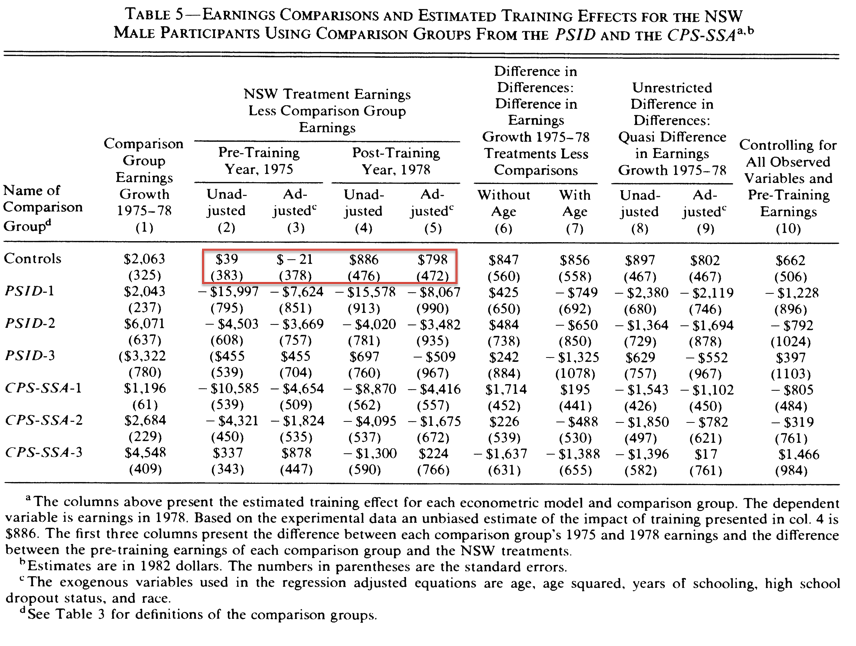 TABLE 5—EARNINGS COMPARISONS AND ESTIMATED TRAINING EFFECTS FOR THE NSW
MALE PARTICIPANTS USING COMPARISON GROUPS FROM THE PSID AND THE CPS-SSA a,b
Name of Comparison Group d
Comparison Group Earnings Growth 1975–78 (1)
NSW Treatment Earnings Less Comparison Group Earnings
Pre-Training Year, 1975
Unadjusted (2)
Adjusted c (3)
Post-Training Year, 1978
Unadjusted (4)
Adjusted c (5)
Difference in Differences: Difference in Earnings Growth 1975–78 Treatments Less Comparisons
Without Age (6)
With Age (7)
Unrestricted Difference in Differences: Quasi Difference in Earnings Growth 1975–78
Unadjusted (8)
Adjusted c (9)
Controlling for All Observed Variables and Pre-Training Earnings (10)
Controls $2,063 $39 $−21 $886 $798 $847 $856 $897 $802 $662
(325) (383) (378) (476) (472) (560) (558) (467) (467) (506)
PSID-1 $2,043 −$15,997 −$7,624 −$15,578 −$8,067 $425 −$749 −$2,380 −$2,119 −$1,228
(237) (795) (851) (913) (990) (650) (692) (680) (746) (896)
PSID-2 $6,071 −$4,503 −$3,669 −$4,020 −$3,482 $484 −$650 −$1,364 −$1,694 −$792
(637) (608) (757) (781) (935) (738) (850) (729) (878) (1024)
PSID-3 ($3,322 ($455 $455 $697 −$509 $242 −$1,325 $629 −$552 $397
(780) (539) (704) (760) (967) (884) (1078) (757) (967) (1103)
CPS-SSA-1 $1,196 −$10,585 −$4,654 −$8,870 −$4,416 $1,714 $195 −$1,543 −$1,102 −$805
(61) (539) (509) (562) (557) (452) (441) (426) (450) (484)
CPS-SSA-2 $2,684 −$4,321 −$1,824 −$4,095 −$1,675 $226 −$488 −$1,850 −$782 −$319
(229) (450) (535) (537) (672) (539) (530) (497) (621) (761)
CPS-SSA-3 $4,548 $337 $878 −$1,300 $224 −$1,637 −$1,388 −$1,396 $17 $1,466
(409) (343) (447) (590) (766) (631) (655) (582) (761) (984)
a The columns above present the estimated training effect for each econometric model and comparison group. The dependent
variable is earnings in 1978. Based on the experimental data an unbiased estimate of the impact of training presented in col. 4 is
$886. The first three columns present the difference between each comparison group's 1975 and 1978 earnings and the difference
between the pre-training earnings of each comparison group and the NSW treatments.
b Estimates are in 1982 dollars. The numbers in parentheses are the standard errors.
c The exogenous variables used in the regression adjusted equations are age, age squared, years of schooling, high school
dropout status, and race.
d See Table 3 for definitions of the comparison groups.